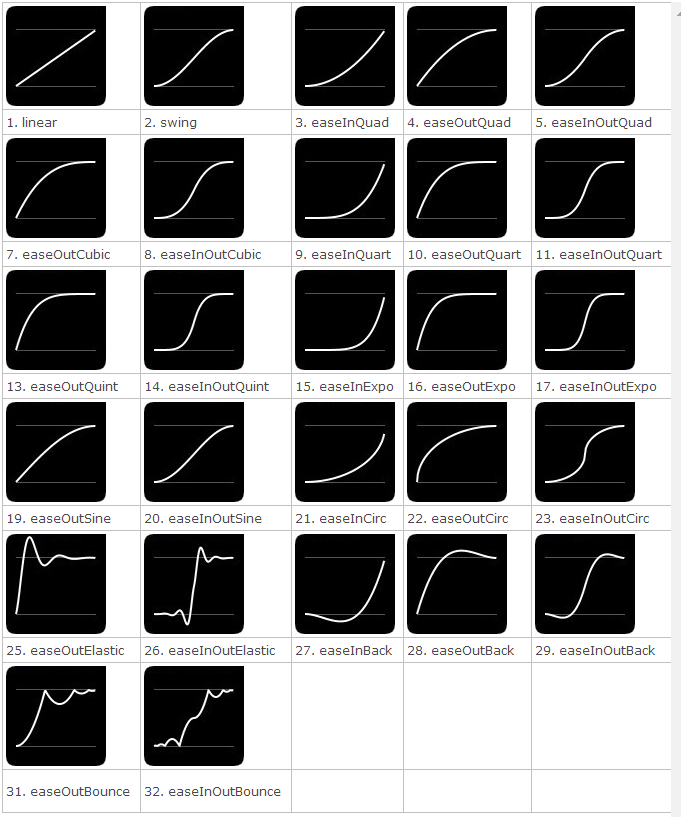 1. linear
2. swing
3. easeInQuad
4. easeOutQuad
5. easeInOutQuad
7. easeOutCubic
8. easeInOutCubic
9. easeInQuart
10. easeOutQuart
11. easeInOutQuart
13. easeOutQuint
14. easeInOutQuint
15. easeInExpo
16. easeOutExpo
17. easeInOutExpo
19. easeOutSine
20. easeInOutSine
21. easeInCirc
22. easeOutCirc
23. easeInOutCirc
25. easeOutElastic
26. easeInOutElastic
27. easeInBack
28. easeOutBack
29. easeInOutBack
31. easeOutBounce
32. easeInOutBounce